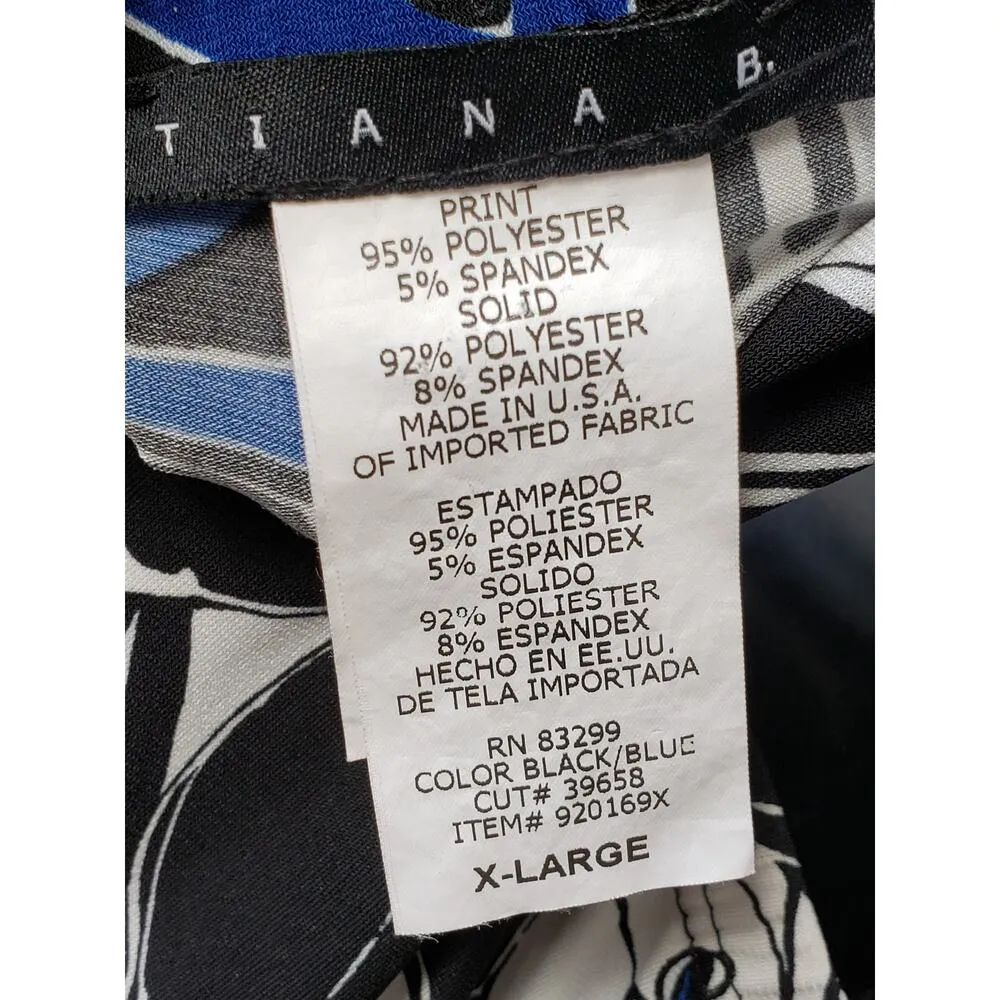 TIANA B.
PRINT
95% POLYESTER
5% SPANDEX
SOLID
92% POLYESTER
8% SPANDEX
MADE IN U.S.A.
OF IMPORTED FABRIC
ESTAMPADO
95% POLIESTER
5% ESPANDEX
SOLIDO
92% POLIESTER
8% ESPANDEX
HECHO EN EE.UU.
DE TELA IMPORTADA
RN 83299
COLOR BLACK/BLUE
CUT# 39658
ITEM# 920169X
X-LARGE